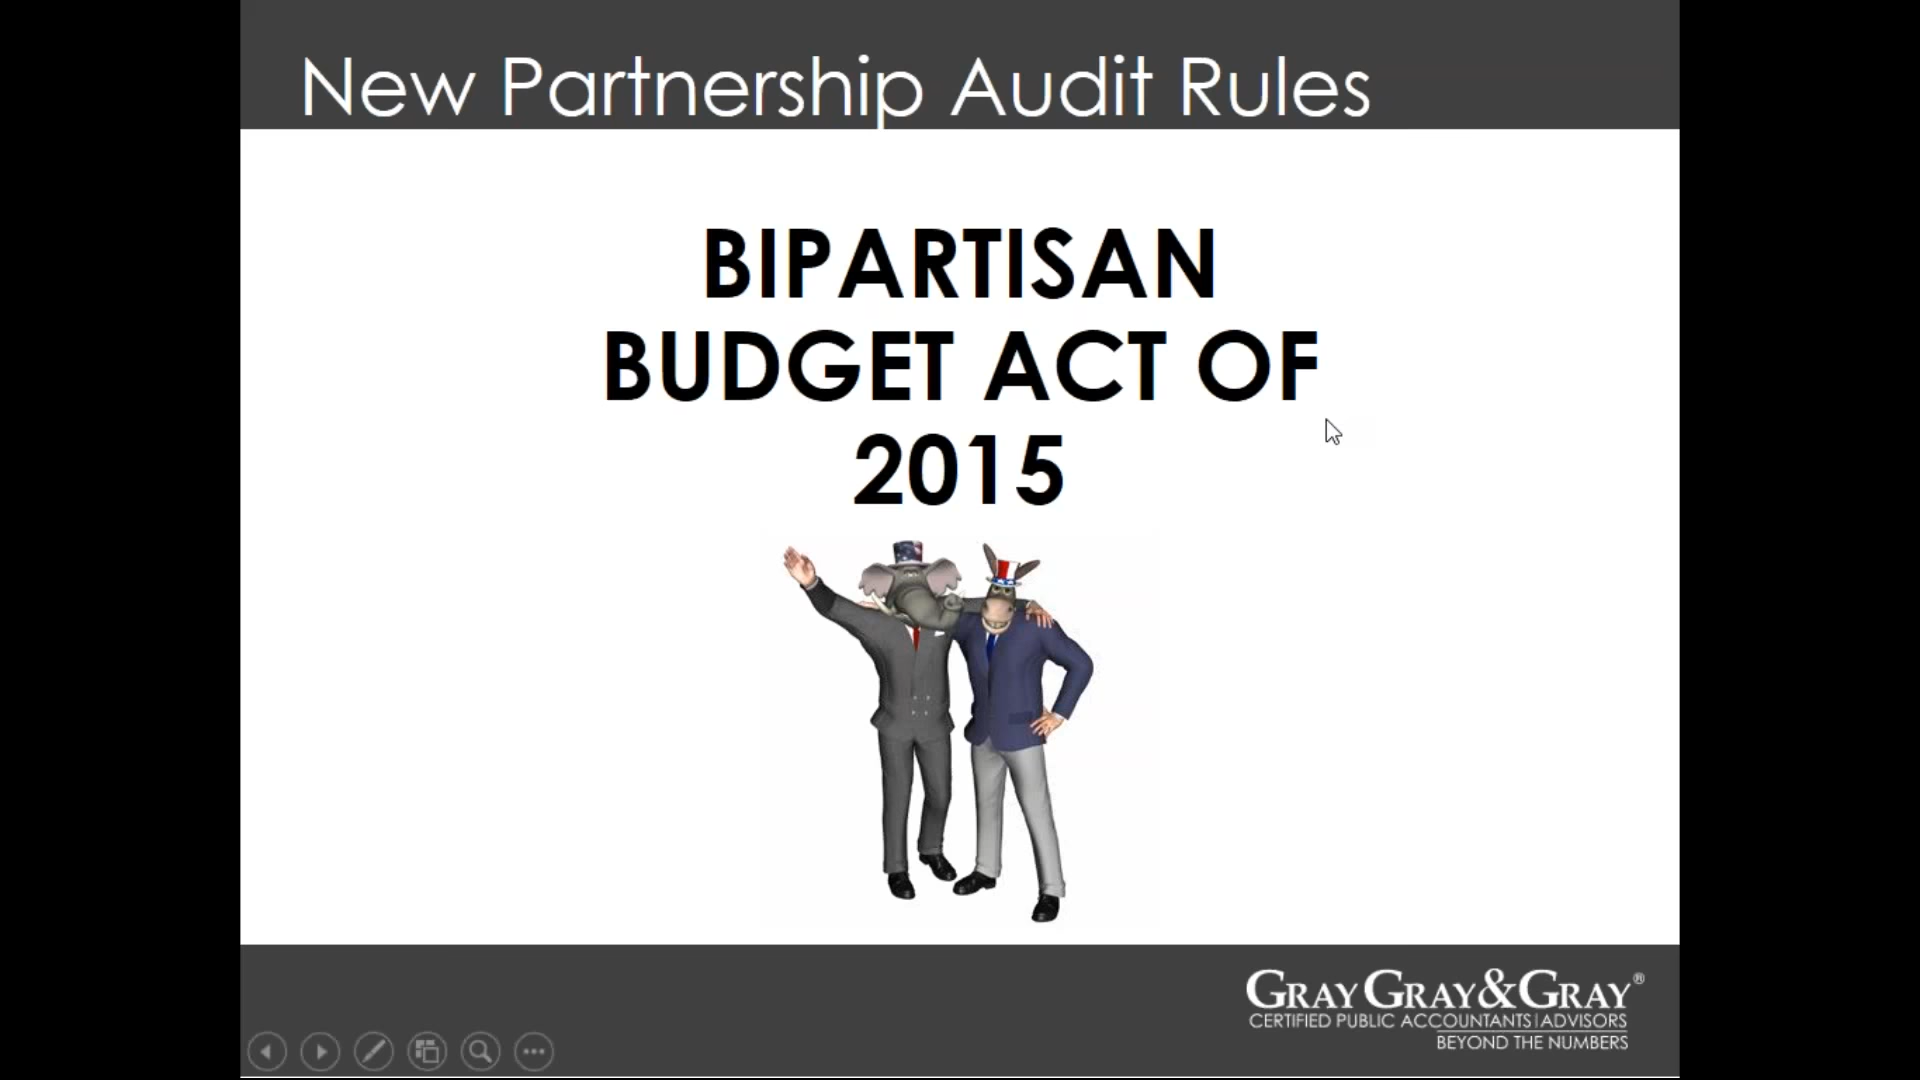 New Partnership Audit Rules
BIPARTISAN
BUDGET ACT OF
2015
GRAY GRAY & GRAY®
CERTIFIED PUBLIC ACCOUNTANTS | ADVISORS
BEYOND THE NUMBERS